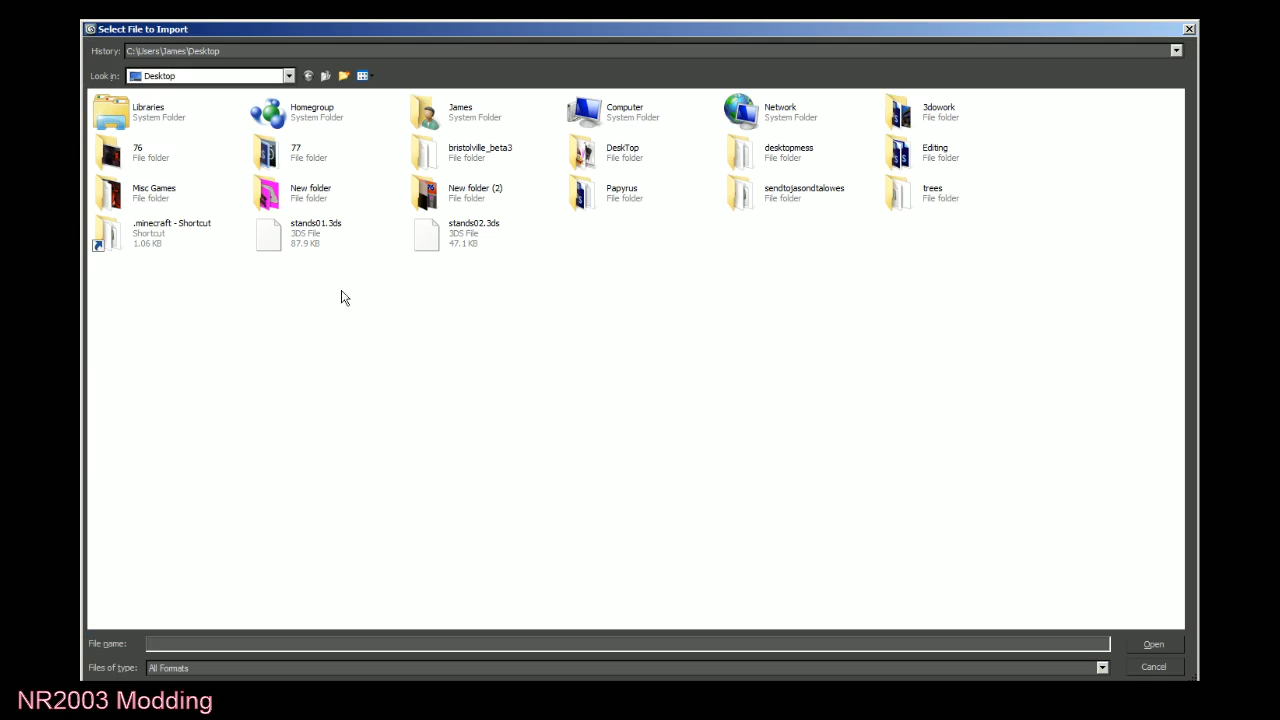 Select File to Import
History: C:\Users\James\Desktop
Look in: Desktop
Libraries
System Folder
Homegroup
System Folder
James
System Folder
Computer
System Folder
Network
System Folder
3dowork
File folder
76
File folder
77
File folder
bristolville_beta3
File folder
DeskTop
File folder
desktopmess
File folder
Editing
File folder
Misc Games
File folder
New folder
File folder
New folder (2)
File folder
Papyrus
File folder
sendtojasondtalowes
File folder
trees
File folder
.minecraft - Shortcut
Shortcut
1.06 KB
stands01.3ds
3DS File
87.9 KB
stands02.3ds
3DS File
47.1 KB
File name:
Open
Files of type: All Formats
Cancel
NR2003 Modding